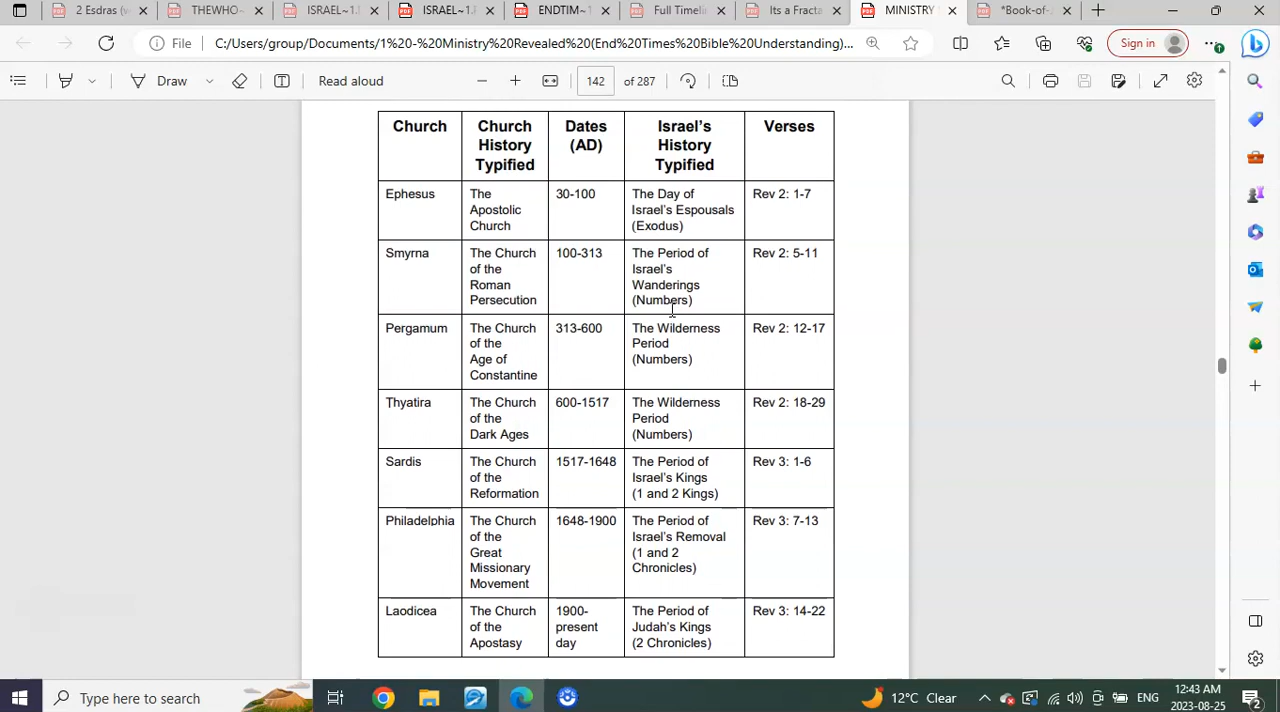 2 Esdras (v
THEWHO~
ISRAEL~1.I
ISRAEL~1.P
ENDTIM~1
Full Timelin
Its a Fracta
MINISTRY
*Book-of-
File
C:/Users/group/Documents/1%20-%20Ministry%20Revealed(End%20Times%20Bible%20Understanding)...
Sign in
Draw
Read aloud
142 of 287
Church
Church
History
Typified
Dates
(AD)
Israel's
History
Typified
Verses
Ephesus
The
Apostolic
Church
30-100
The Day of
Israel's Espousals
(Exodus)
Rev 2: 1-7
Smyrna
The Church
of the
Roman
Persecution
100-313
The Period of
Israel's
Wanderings
(Numbers)
Rev 2: 5-11
Pergamum
The Church
of the
Age of
Constantine
313-600
The Wilderness
Period
(Numbers)
Rev 2: 12-17
Thyatira
The Church
of the
Dark Ages
600-1517
The Wilderness
Period
(Numbers)
Rev 2: 18-29
Sardis
The Church
of the
Reformation
1517-1648
The Period of
Israel's Kings
(1 and 2 Kings)
Rev 3: 1-6
Philadelphia
The Church
of the
Great
Missionary
Movement
1648-1900
The Period of
Israel's Removal
(1 and 2
Chronicles)
Rev 3: 7-13
Laodicea
The Church
of the
Apostasy
1900-
present
day
The Period of
Judah's Kings
(2 Chronicles)
Rev 3: 14-22
Type here to search
12°C Clear
ENG
12:43 AM
2023-08-25
2